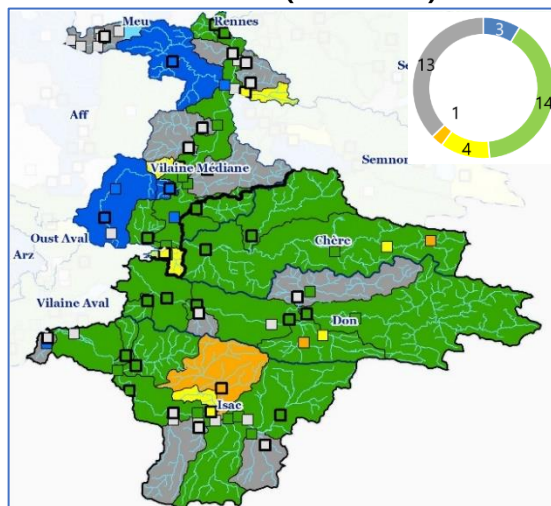 Meu
Rennes
3
13
14
1
4
Aff
Semnon
Vilaine Médiane
Oust Aval
Chère
Arz
Vilaine Aval
Don
Isac